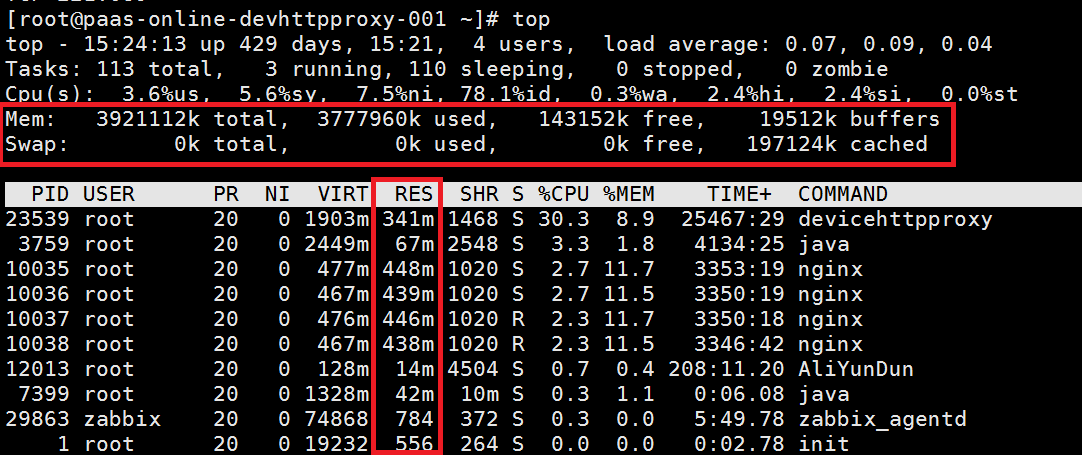 [root@paas-online-devhttpproxy-001 ~]# top
top - 15:24:13 up 429 days, 15:21,  4 users,  load average: 0.07, 0.09, 0.04
Tasks: 113 total,   3 running, 110 sleeping,   0 stopped,   0 zombie
Cpu(s):  3.6%us,  5.6%sy,  7.5%ni, 78.1%id,  0.3%wa,  2.4%hi,  2.4%si,  0.0%st
Mem:   3921112k total,  3777960k used,   143152k free,    19512k buffers
Swap:        0k total,        0k used,        0k free,   197124k cached
PID USER      PR  NI  VIRT  RES  SHR S %CPU %MEM    TIME+  COMMAND
23539 root      20   0 1903m 341m 1468 S 30.3  8.9  25467:29 devicehttpproxy
3759 root      20   0 2449m  67m 2548 S  3.3  1.8   4134:25 java
10035 root      20   0  477m 448m 1020 S  2.7 11.7   3353:19 nginx
10036 root      20   0  467m 439m 1020 S  2.7 11.5   3350:19 nginx
10037 root      20   0  476m 446m 1020 R  2.3 11.7   3350:18 nginx
10038 root      20   0  467m 438m 1020 R  2.3 11.5   3346:42 nginx
12013 root      20   0  128m  14m 4504 S  0.7  0.4 208:11.20 AliYunDun
7399 root      20   0 1328m  42m  10m S  0.3  1.1   0:06.08 java
29863 zabbix    20   0 74868  784  372 S  0.3  0.0   5:49.78 zabbix_agentd
1 root      20   0 19232  556  264 S  0.0  0.0   0:02.78 init